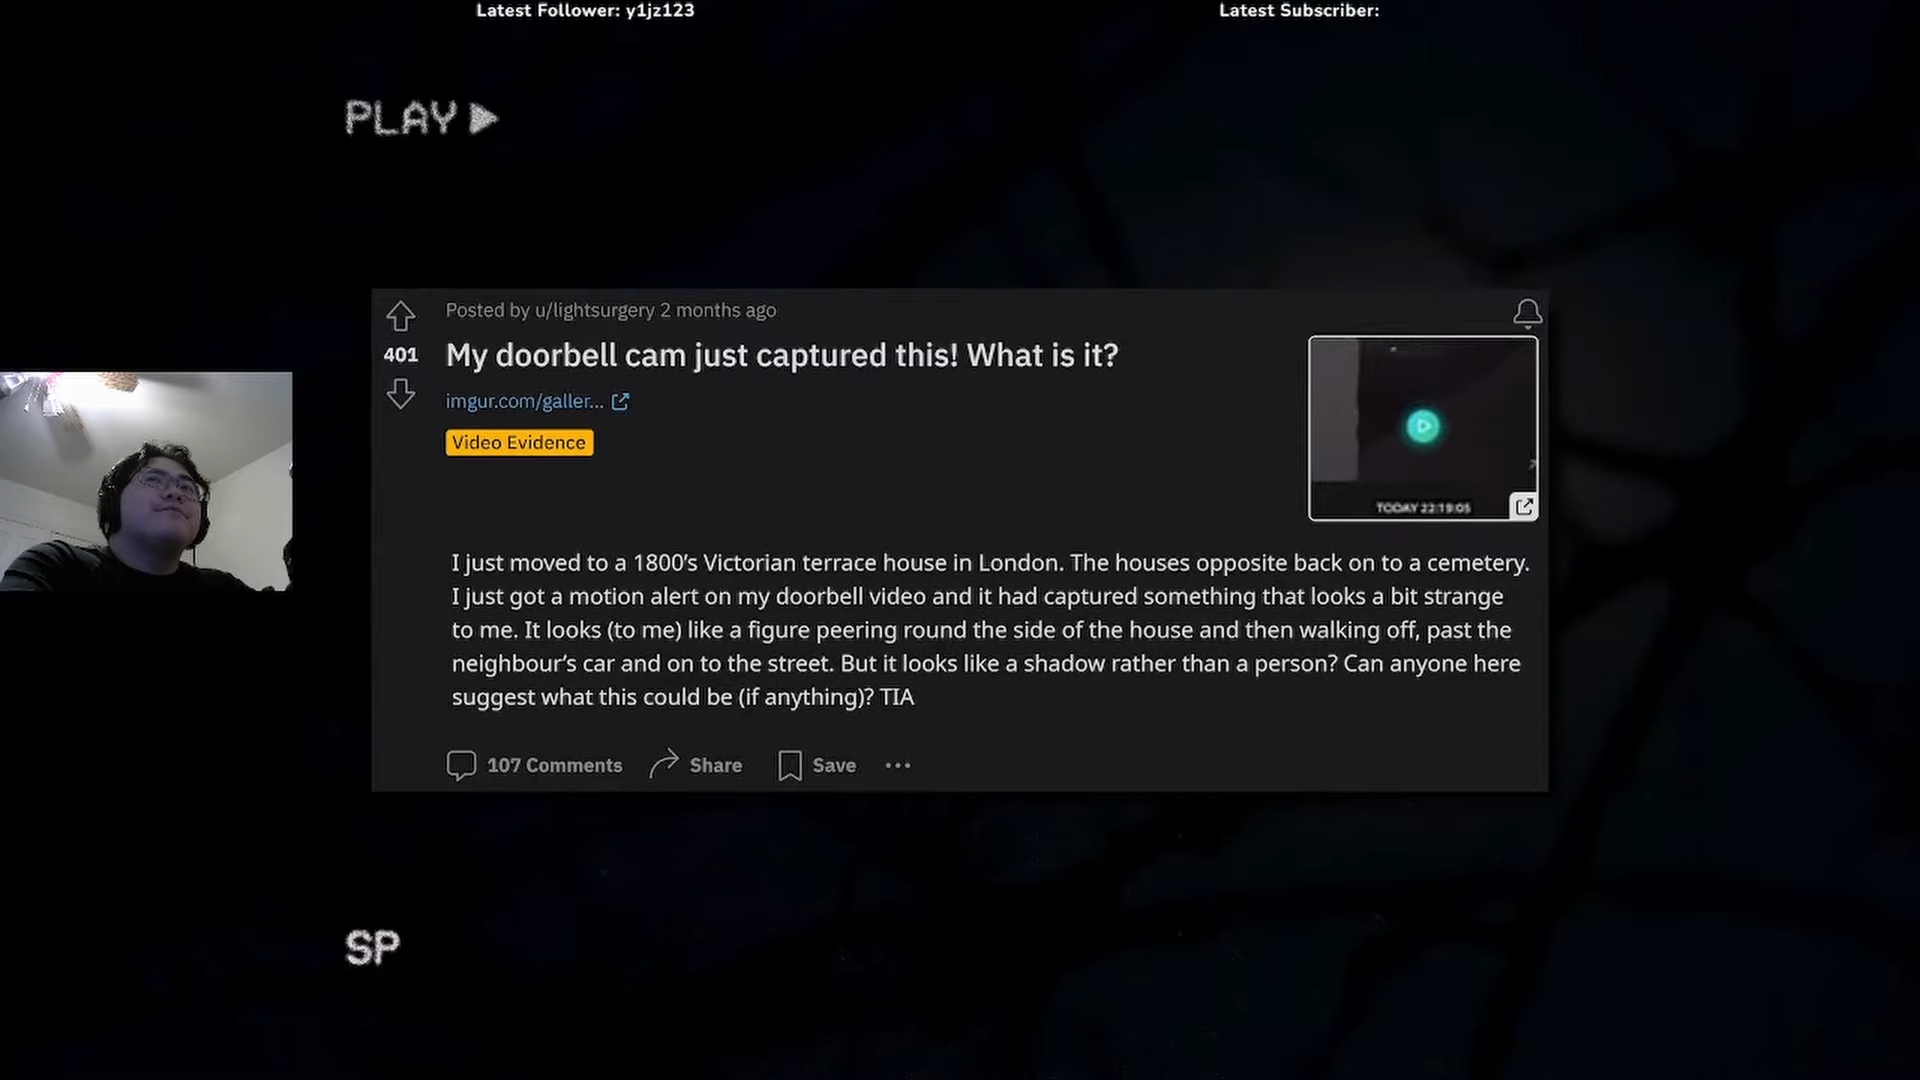 Latest Follower: y1jz123
Latest Subscriber:
PLAY
Posted by u/lightsurgery 2 months ago
401
My doorbell cam just captured this! What is it?
imgur.com/galler...
Video Evidence
TODAY 22:19:05
I just moved to a 1800’s Victorian terrace house in London. The houses opposite back on to a cemetery.
I just got a motion alert on my doorbell video and it had captured something that looks a bit strange
to me. It looks (to me) like a figure peering round the side of the house and then walking off, past the
neighbour’s car and on to the street. But it looks like a shadow rather than a person? Can anyone here
suggest what this could be (if anything)? TIA
107 Comments
Share
Save
SP